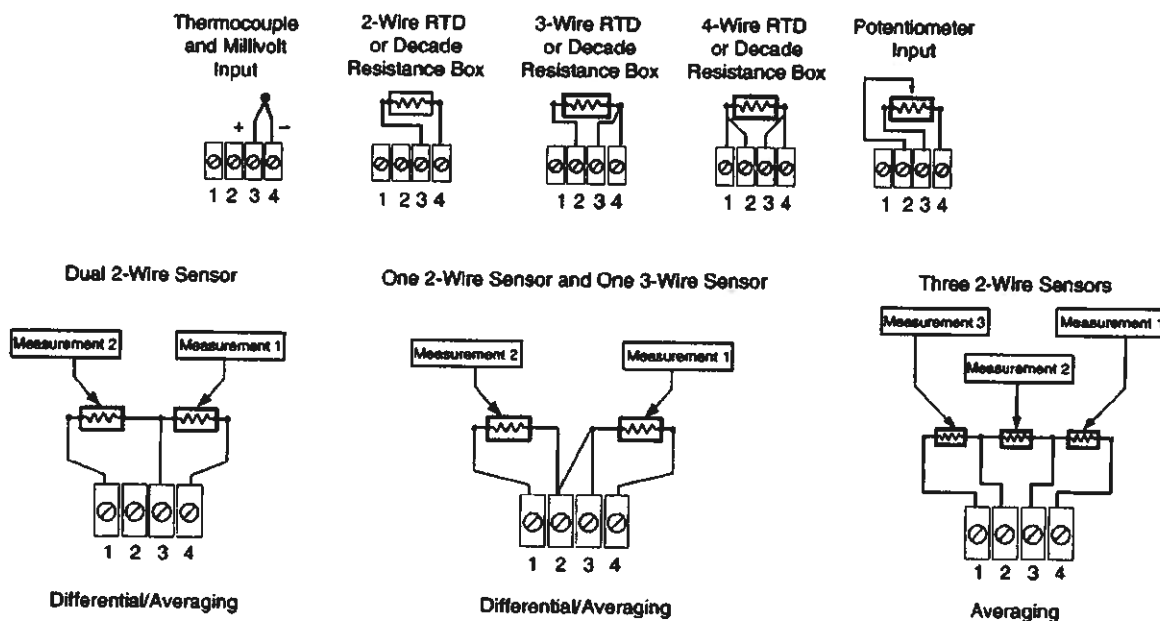 Thermocouple
and Millivolt
Input
2-Wire RTD
or Decade
Resistance Box
3-Wire RTD
or Decade
Resistance Box
4-Wire RTD
or Decade
Resistance Box
Potentiometer
Input
+ −
1 2 3 4
1 2 3 4
1 2 3 4
1 2 3 4
1 2 3 4
Dual 2-Wire Sensor
Measurement 2
Measurement 1
1 2 3 4
Differential/Averaging
One 2-Wire Sensor and One 3-Wire Sensor
Measurement 2
Measurement 1
1 2 3 4
Differential/Averaging
Three 2-Wire Sensors
Measurement 3
Measurement 1
Measurement 2
1 2 3 4
Averaging